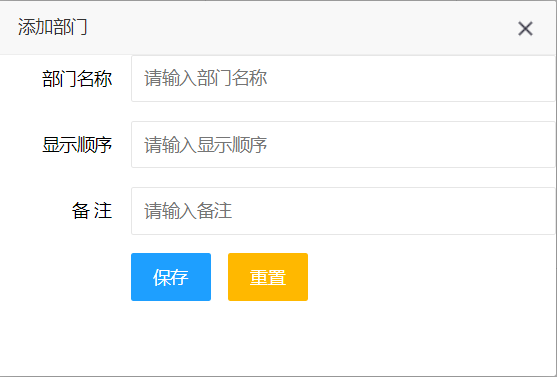 添加部门
部门名称 请输入部门名称
显示顺序 请输入显示顺序
备 注 请输入备注
保存 重置